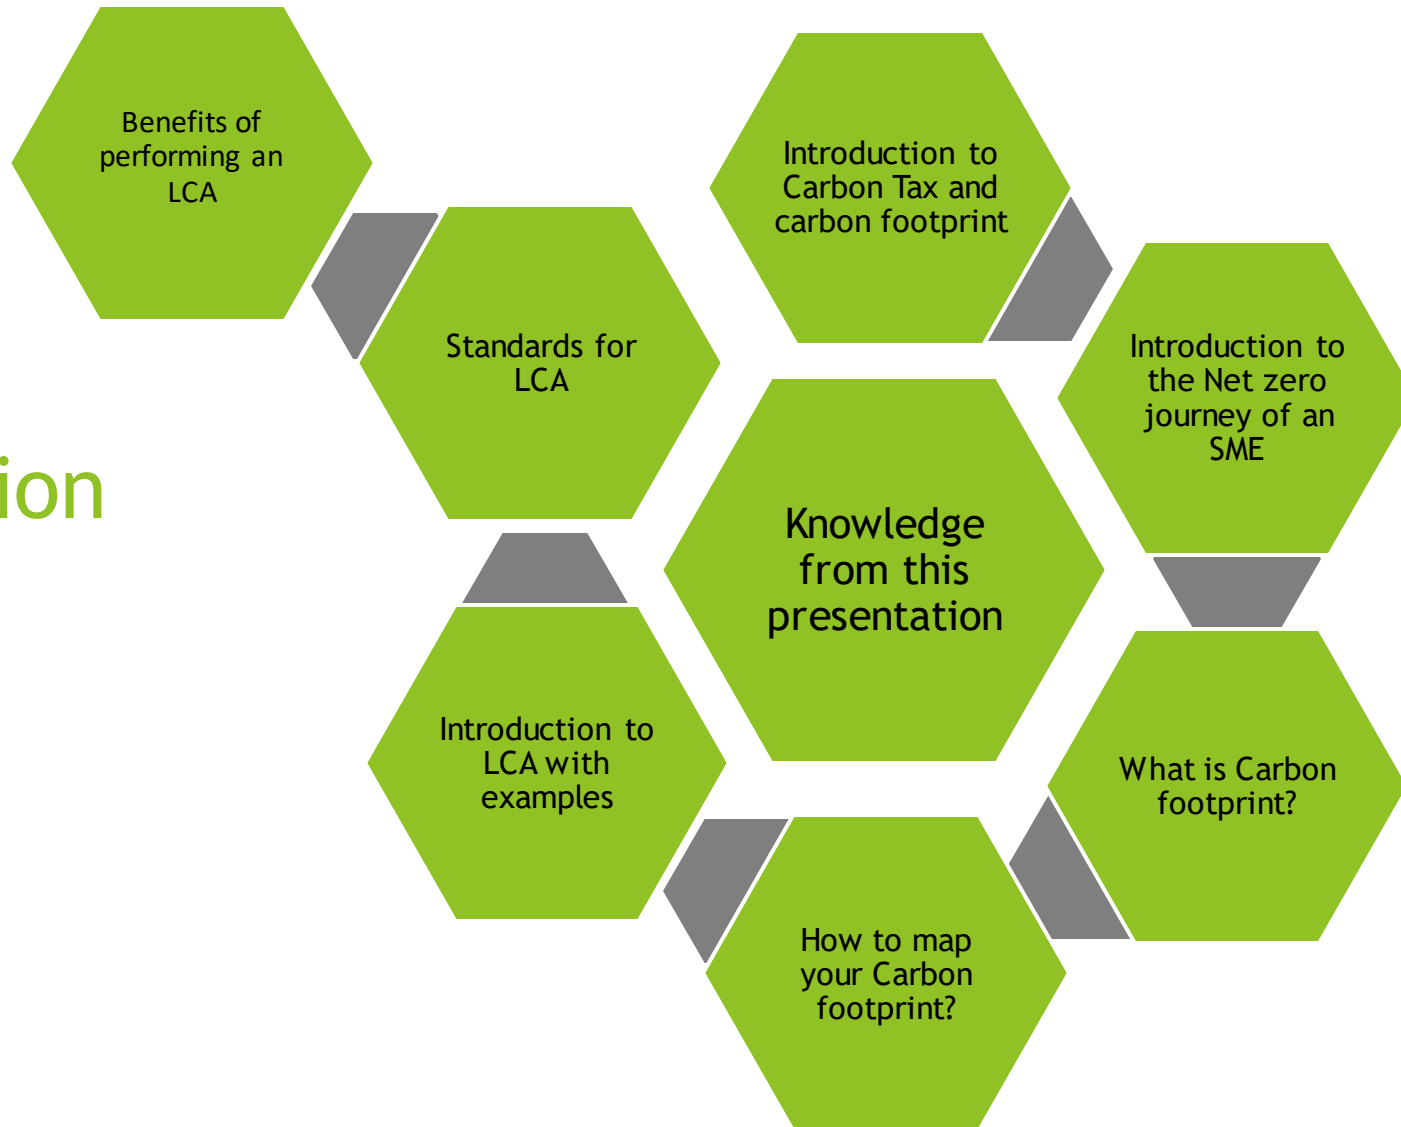 Benefits of
performing an
LCA
Standards for
LCA
Introduction to
LCA with
examples
Introduction to
Carbon Tax and
carbon footprint
Introduction to
the Net zero
journey of an
SME
Knowledge
from this
presentation
What is Carbon
footprint?
How to map
your Carbon
footprint?